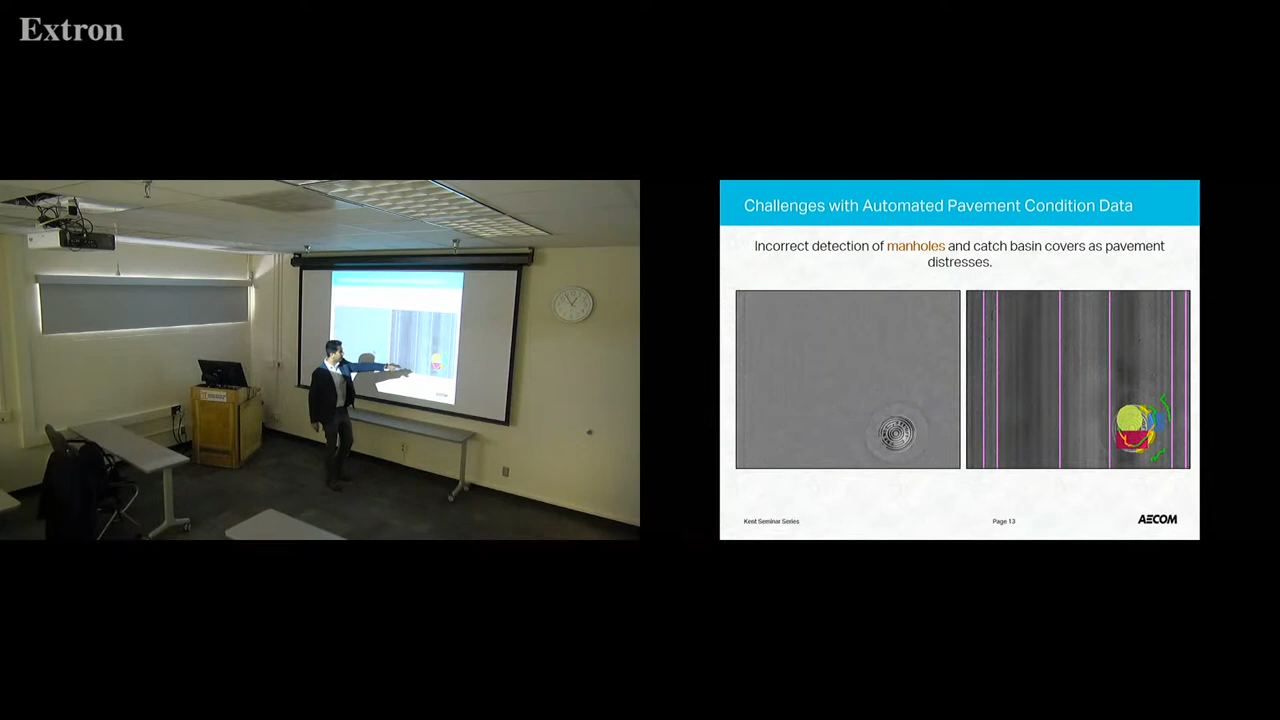 Extron
Challenges with Automated Pavement Condition Data
Incorrect detection of manholes and catch basin covers as pavement
distresses.
Kent Seminar Series
Page 13
AECOM